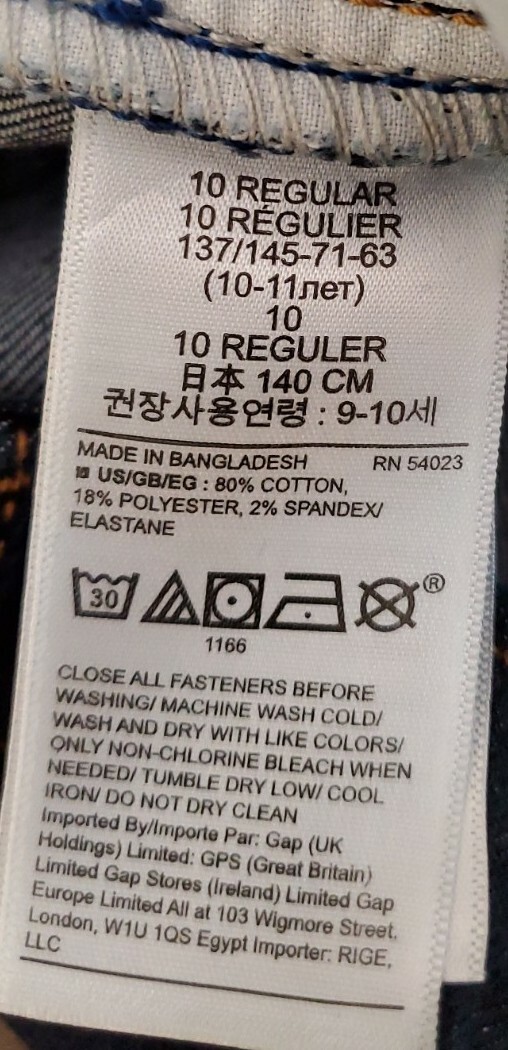 10 REGULAR
10 RÉGULIER
137/145-71-63
(10-11лет)
10
10 REGULER
日本 140 CM
권장사용연령 : 9-10세
MADE IN BANGLADESH RN 54023
US/GB/EG : 80% COTTON,
18% POLYESTER, 2% SPANDEX/
ELASTANE
30
®
1166
CLOSE ALL FASTENERS BEFORE
WASHING/ MACHINE WASH COLD/
WASH AND DRY WITH LIKE COLORS/
ONLY NON-CHLORINE BLEACH WHEN
NEEDED/ TUMBLE DRY LOW/ COOL
IRON/ DO NOT DRY CLEAN
Imported By/Importe Par: Gap (UK
Holdings) Limited: GPS (Great Britain)
Limited Gap Stores (Ireland) Limited Gap
Europe Limited All at 103 Wigmore Street,
London, W1U 1QS Egypt Importer: RIGE,
LLC